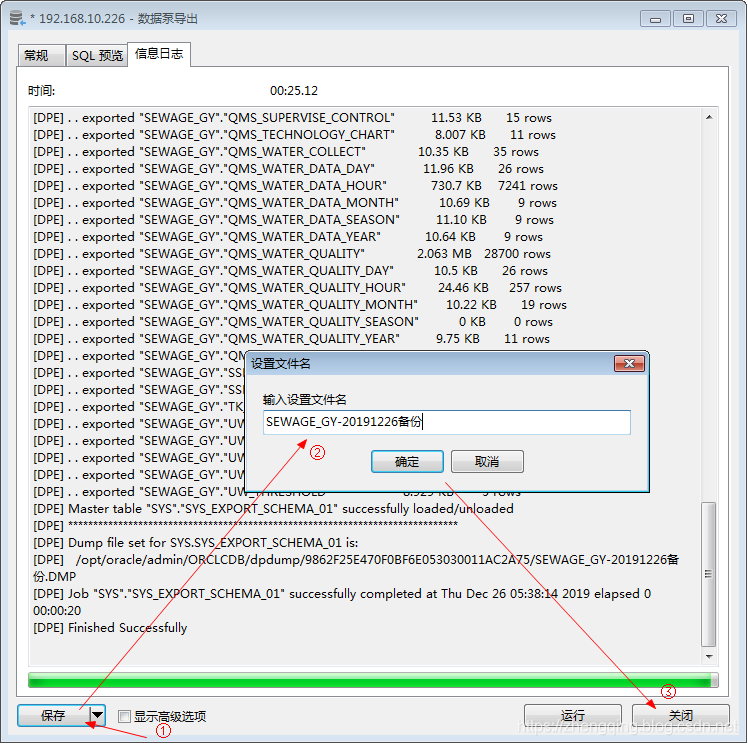 * 192.168.10.226 - 数据泵导出
常规 SQL 预览 信息日志
时间: 00:25.12
[DPE] . . exported "SEWAGE_GY"."QMS_SUPERVISE_CONTROL" 11.53 KB 15 rows
[DPE] . . exported "SEWAGE_GY"."QMS_TECHNOLOGY_CHART" 8.007 KB 11 rows
[DPE] . . exported "SEWAGE_GY"."QMS_WATER_COLLECT" 10.35 KB 35 rows
[DPE] . . exported "SEWAGE_GY"."QMS_WATER_DATA_DAY" 11.96 KB 26 rows
[DPE] . . exported "SEWAGE_GY"."QMS_WATER_DATA_HOUR" 730.7 KB 7241 rows
[DPE] . . exported "SEWAGE_GY"."QMS_WATER_DATA_MONTH" 10.69 KB 9 rows
[DPE] . . exported "SEWAGE_GY"."QMS_WATER_DATA_SEASON" 11.10 KB 9 rows
[DPE] . . exported "SEWAGE_GY"."QMS_WATER_DATA_YEAR" 10.64 KB 9 rows
[DPE] . . exported "SEWAGE_GY"."QMS_WATER_QUALITY" 2.063 MB 28700 rows
[DPE] . . exported "SEWAGE_GY"."QMS_WATER_QUALITY_DAY" 10.5 KB 26 rows
[DPE] . . exported "SEWAGE_GY"."QMS_WATER_QUALITY_HOUR" 24.46 KB 257 rows
[DPE] . . exported "SEWAGE_GY"."QMS_WATER_QUALITY_MONTH" 10.22 KB 19 rows
[DPE] . . exported "SEWAGE_GY"."QMS_WATER_QUALITY_SEASON" 0 KB 0 rows
[DPE] . . exported "SEWAGE_GY"."QMS_WATER_QUALITY_YEAR" 9.75 KB 11 rows
[DPE] . . exported "SEWAGE_GY"."Q
[DPE] . . exported "SEWAGE_GY"."SS
[DPE] . . exported "SEWAGE_GY"."SS
[DPE] . . exported "SEWAGE_GY"."TK
[DPE] . . exported "SEWAGE_GY"."UW
[DPE] . . exported "SEWAGE_GY"."UW
[DPE] . . exported "SEWAGE_GY"."UW
[DPE] . . exported "SEWAGE_GY"."UW
[DPE] . . exported "SEWAGE_GY"."UW_THRESHOLD" 8.529 KB rows
设置文件名
输入设置文件名
SEWAGE_GY-20191226备份
②
确定 取消
[DPE] Master table "SYS"."SYS_EXPORT_SCHEMA_01" successfully loaded/unloaded
[DPE] ******************************************************************************
[DPE] Dump file set for SYS.SYS_EXPORT_SCHEMA_01 is:
[DPE] /opt/oracle/admin/ORCLCDB/dpdump/9862F25E470F0BF6E053030011AC2A75/SEWAGE_GY-20191226备
份.DMP
[DPE] Job "SYS"."SYS_EXPORT_SCHEMA_01" successfully completed at Thu Dec 26 05:38:14 2019 elapsed 0
00:00:20
[DPE] Finished Successfully
③
保存 显示高级选项 运行 关闭
①
https://zhangqing.blog.csdn.net